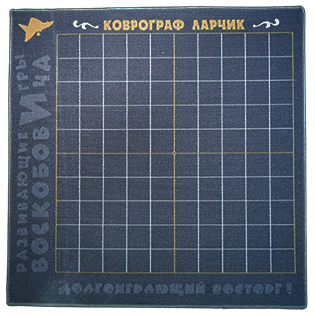 КОВРОГРАФ ЛАРЧИК
РАЗВИВАЮЩИЕ ИГРЫ
ВОСКОБОВИЧА
ДОЛГОИГРАЮЩИЙ ВОСТОРГ!